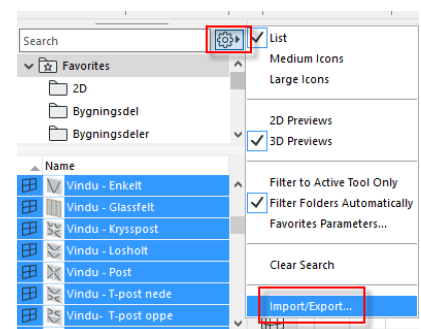 Search
Favorites
2D
Bygningsdel
Bygningsdeler
Name
Vindu - Enkelt
Vindu - Glassfelt
Vindu - Krysspost
Vindu - Losholt
Vindu - Post
Vindu - T-post nede
Vindu- T-post oppe
List
Medium Icons
Large Icons
2D Previews
3D Previews
Filter to Active Tool Only
Filter Folders Automatically
Favorites Parameters...
Clear Search
Import/Export...